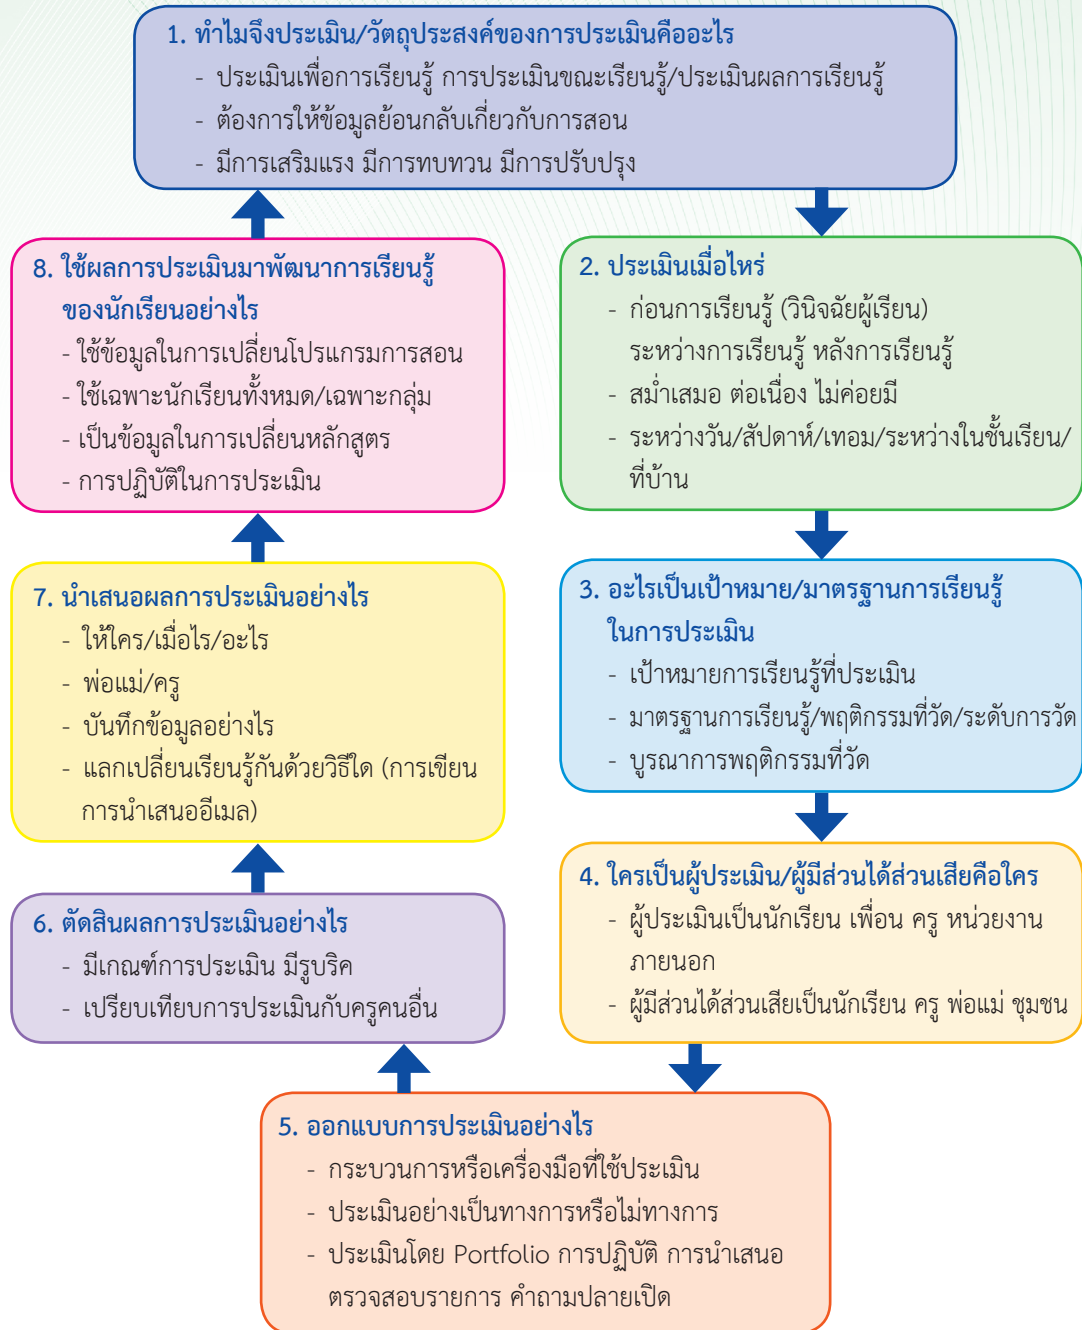 1. ทำไมจึงประเมิน/วัตถุประสงค์ของการประเมินคืออะไร
- ประเมินเพื่อการเรียนรู้ การประเมินขณะเรียนรู้/ประเมินผลการเรียนรู้
- ต้องการให้ข้อมูลย้อนกลับเกี่ยวกับการสอน
- มีการเสริมแรง มีการทบทวน มีการปรับปรุง
2. ประเมินเมื่อไหร่
- ก่อนการเรียนรู้ (วินิจฉัยผู้เรียน)
ระหว่างการเรียนรู้ หลังการเรียนรู้
- สม่ำเสมอ ต่อเนื่อง ไม่ค่อยมี
- ระหว่างวัน/สัปดาห์/เทอม/ระหว่างในชั้นเรียน/
ที่บ้าน
3. อะไรเป็นเป้าหมาย/มาตรฐานการเรียนรู้
ในการประเมิน
- เป้าหมายการเรียนรู้ที่ประเมิน
- มาตรฐานการเรียนรู้/พฤติกรรมที่วัด/ระดับการวัด
- บูรณาการพฤติกรรมที่วัด
4. ใครเป็นผู้ประเมิน/ผู้มีส่วนได้ส่วนเสียคือใคร
- ผู้ประเมินเป็นนักเรียน เพื่อน ครู หน่วยงาน
ภายนอก
- ผู้มีส่วนได้ส่วนเสียเป็นนักเรียน ครู พ่อแม่ ชุมชน
5. ออกแบบการประเมินอย่างไร
- กระบวนการหรือเครื่องมือที่ใช้ประเมิน
- ประเมินอย่างเป็นทางการหรือไม่ทางการ
- ประเมินโดย Portfolio การปฏิบัติ การนำเสนอ
ตรวจสอบรายการ คำถามปลายเปิด
6. ตัดสินผลการประเมินอย่างไร
- มีเกณฑ์การประเมิน มีรูบริค
- เปรียบเทียบการประเมินกับครูคนอื่น
7. นำเสนอผลการประเมินอย่างไร
- ให้ใคร/เมื่อไร/อะไร
- พ่อแม่/ครู
- บันทึกข้อมูลอย่างไร
- แลกเปลี่ยนเรียนรู้กันด้วยวิธีใด (การเขียน
การนำเสนออีเมล)
8. ใช้ผลการประเมินมาพัฒนาการเรียนรู้
ของนักเรียนอย่างไร
- ใช้ข้อมูลในการเปลี่ยนโปรแกรมการสอน
- ใช้เฉพาะนักเรียนทั้งหมด/เฉพาะกลุ่ม
- เป็นข้อมูลในการเปลี่ยนหลักสูตร
- การปฏิบัติในการประเมิน